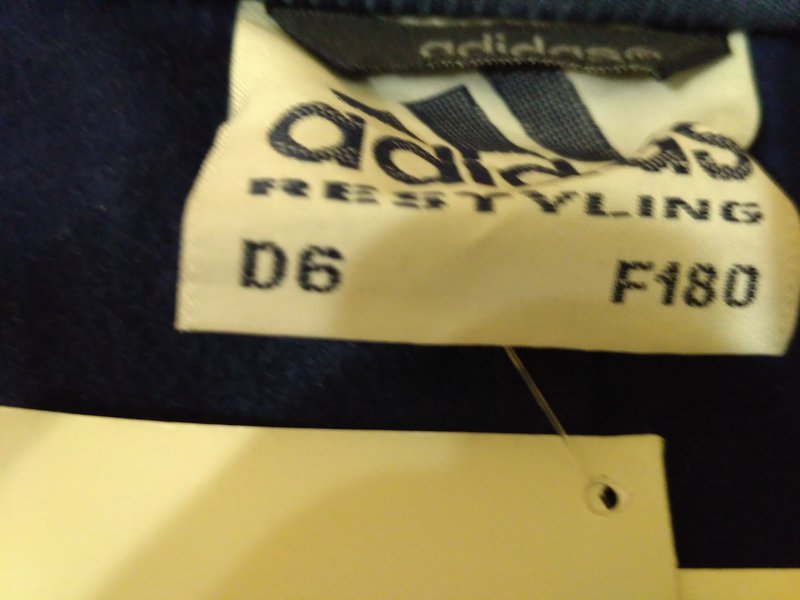 adidas
adidas
RESTYLING
D6 F180